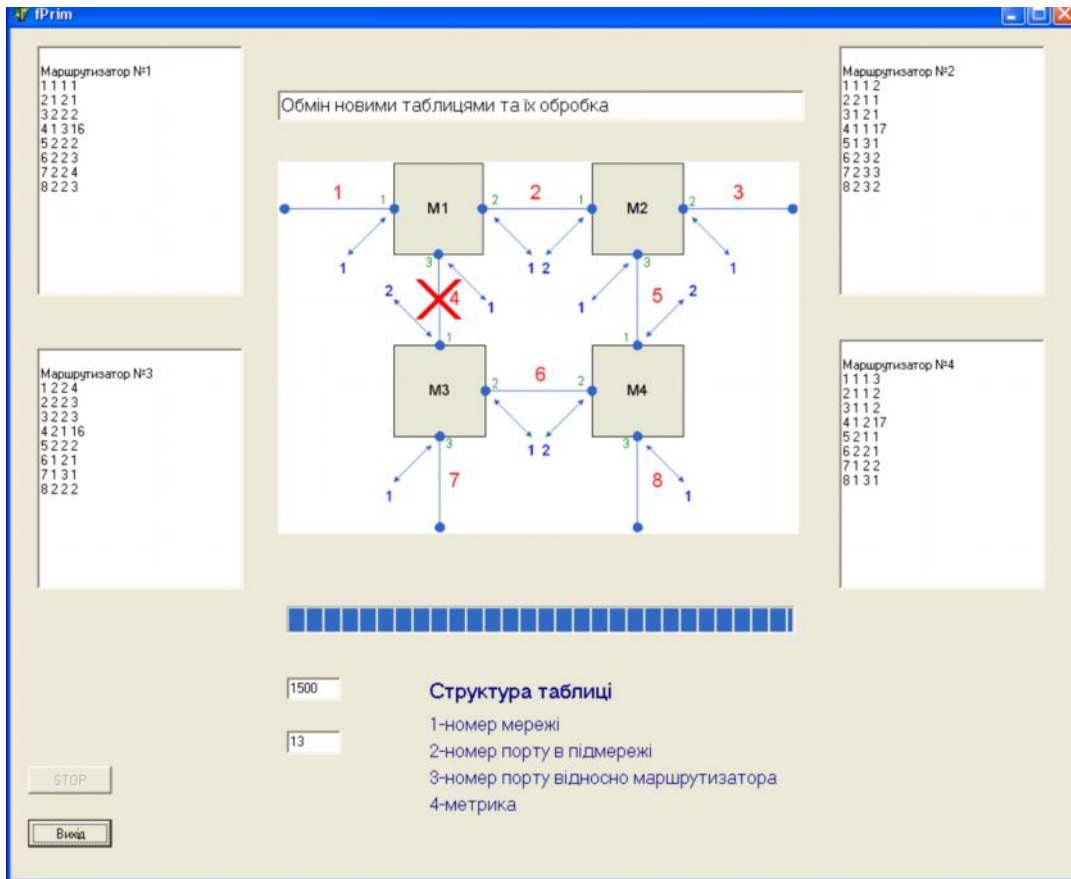 fPrim
Маршрутизатор №1
1 1 1 1
2 1 2 1
3 2 2 2
4 1 3 16
5 2 2 2
6 2 2 3
7 2 2 4
8 2 2 3
Обмін новими таблицями та їх обробка
Маршрутизатор №2
1 1 1 2
2 2 1 1
3 1 2 1
4 1 1 17
5 1 3 1
6 2 3 2
7 2 3 3
8 2 3 2
1 2 3
1 M1 2 1 M2 2
3 3
1 1 2 1
2 4 1 1 5 2
1 1
M3 2 6 2 M4
3 1 2 3
1 7 8 1
Маршрутизатор №3
1 2 2 4
2 2 2 3
3 2 2 3
4 2 1 16
5 2 2 2
6 1 2 1
7 1 3 1
8 2 2 2
Маршрутизатор №4
1 1 1 3
2 1 1 2
3 1 1 2
4 1 2 17
5 2 1 1
6 2 2 1
7 1 2 2
8 1 3 1
1500
13
Структура таблиці
1-номер мережі
2-номер порту в підмережі
3-номер порту відносно маршрутизатора
4-метрика
STOP
Вихід